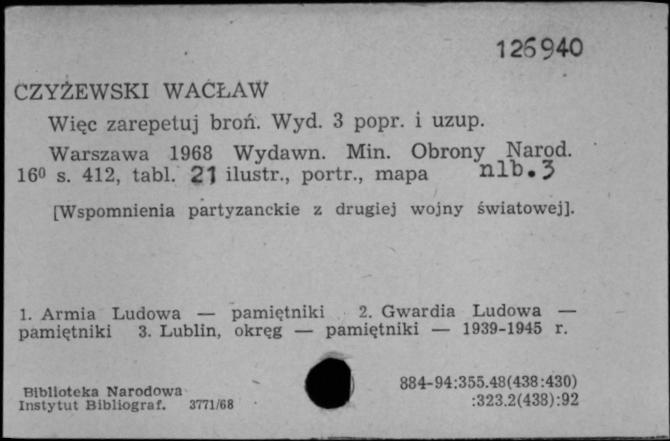 126940
CZYŻEWSKI WACŁAW
Więc zarepetuj broń. Wyd. 3 popr. i uzup.
Warszawa 1968 Wydawn. Min. Obrony Narod.
16⁰ s. 412, tabl. 21 ilustr., portr., mapa nlb. 3
[Wspomnienia partyzanckie z drugiej wojny światowej].
1. Armia Ludowa — pamiętniki 2. Gwardia Ludowa —
pamiętniki 3. Lublin, okręg — pamiętniki — 1939-1945 r.
884-94:355.48(438:430)
Biblioteka Narodowa
:323.2(438):92
Instytut Bibliograf. 3771/68